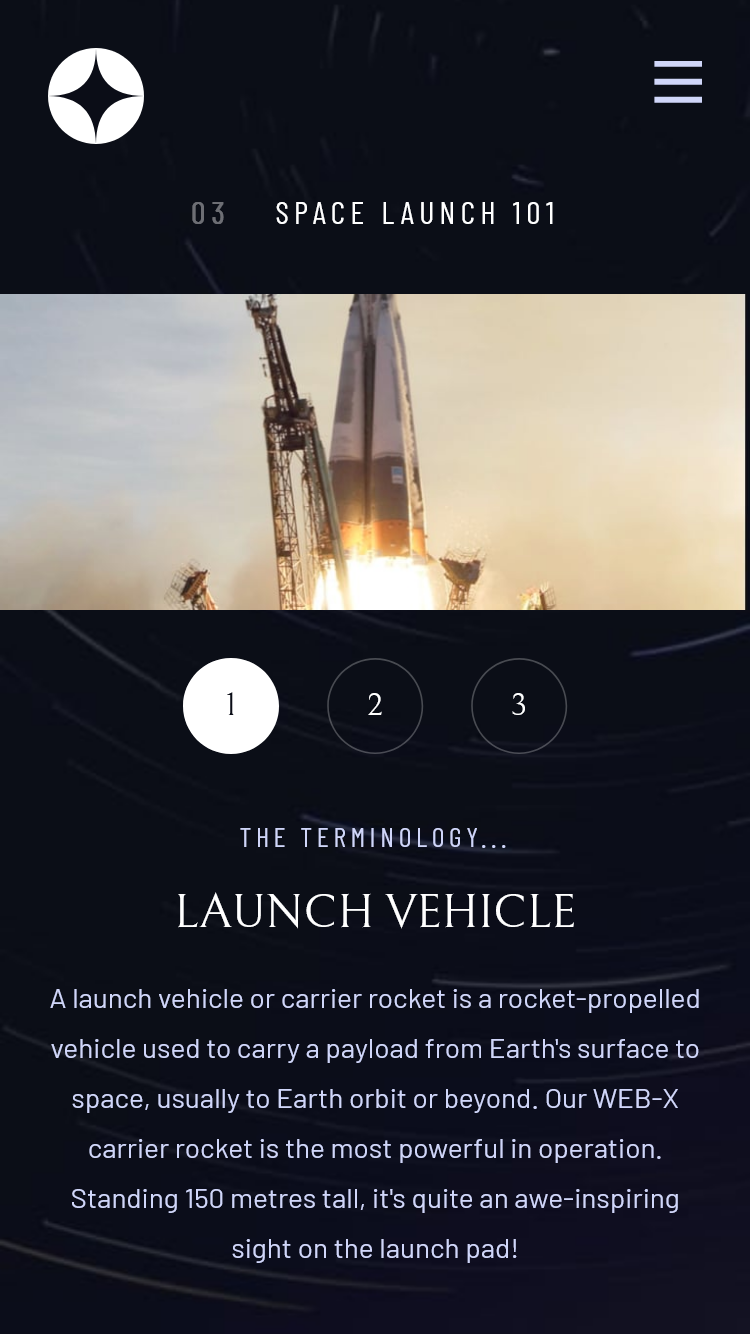 03 SPACE LAUNCH 101
1 2 3
THE TERMINOLOGY...
LAUNCH VEHICLE
A launch vehicle or carrier rocket is a rocket-propelled
vehicle used to carry a payload from Earth's surface to
space, usually to Earth orbit or beyond. Our WEB-X
carrier rocket is the most powerful in operation.
Standing 150 metres tall, it's quite an awe-inspiring
sight on the launch pad!